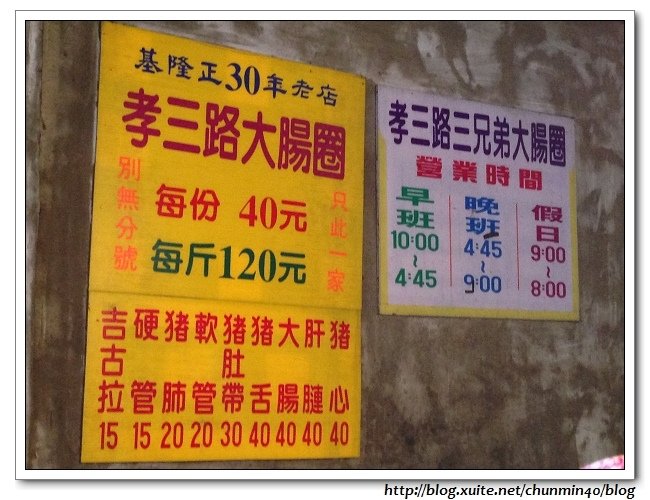 基隆正30年老店
孝三路大腸圈
別無分號
每份 40元
每斤120元
只此一家
豬心 40
肝腱 40
大腸 40
豬舌 40
豬肚帶 30
軟管 20
豬肺 20
硬管 15
吉古拉 15
孝三路三兄弟大腸圈
營業時間
早班
10:00
~
4:45
晚班
4:45
~
9:00
假日
9:00
~
8:00
http://blog.xuite.net/chunmin40/blog